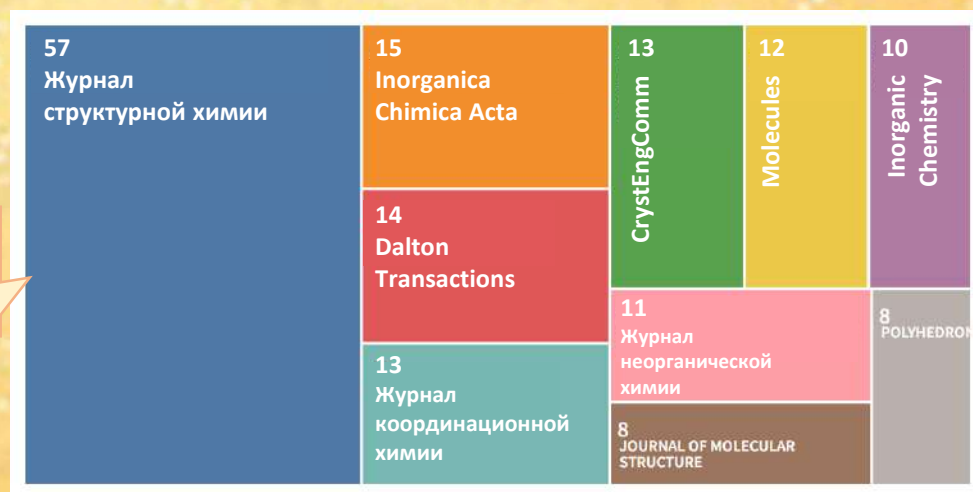 57
Журнал
структурной химии
15
Inorganica
Chimica Acta
14
Dalton
Transactions
13
Журнал
координационной
химии
13
CrystEngComm
12
Molecules
10
Inorganic
Chemistry
11
Журнал
неорганической
химии
8
JOURNAL OF MOLECULAR
STRUCTURE
8
POLYHEDRON